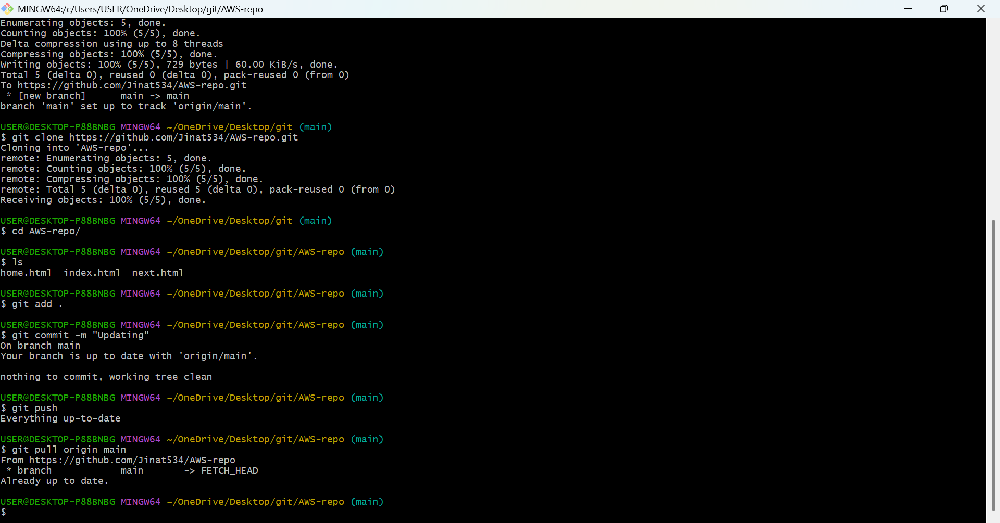 MINGW64:/c/Users/USER/OneDrive/Desktop/git/AWS-repo
Enumerating objects: 5, done.
Counting objects: 100% (5/5), done.
Delta compression using up to 8 threads
Compressing objects: 100% (5/5), done.
Writing objects: 100% (5/5), 729 bytes | 60.00 KiB/s, done.
Total 5 (delta 0), reused 0 (delta 0), pack-reused 0 (from 0)
To https://github.com/Jinat534/AWS-repo.git
 * [new branch]      main -> main
branch 'main' set up to track 'origin/main'.
USER@DESKTOP-P88BNBG MINGW64 ~/OneDrive/Desktop/git (main)
$ git clone https://github.com/Jinat534/AWS-repo.git
Cloning into 'AWS-repo'...
remote: Enumerating objects: 5, done.
remote: Counting objects: 100% (5/5), done.
remote: Compressing objects: 100% (5/5), done.
remote: Total 5 (delta 0), reused 5 (delta 0), pack-reused 0 (from 0)
Receiving objects: 100% (5/5), done.
USER@DESKTOP-P88BNBG MINGW64 ~/OneDrive/Desktop/git (main)
$ cd AWS-repo/
USER@DESKTOP-P88BNBG MINGW64 ~/OneDrive/Desktop/git/AWS-repo (main)
$ ls
home.html  index.html  next.html
USER@DESKTOP-P88BNBG MINGW64 ~/OneDrive/Desktop/git/AWS-repo (main)
$ git add .
USER@DESKTOP-P88BNBG MINGW64 ~/OneDrive/Desktop/git/AWS-repo (main)
$ git commit -m "Updating"
On branch main
Your branch is up to date with 'origin/main'.
nothing to commit, working tree clean
USER@DESKTOP-P88BNBG MINGW64 ~/OneDrive/Desktop/git/AWS-repo (main)
$ git push
Everything up-to-date
USER@DESKTOP-P88BNBG MINGW64 ~/OneDrive/Desktop/git/AWS-repo (main)
$ git pull origin main
From https://github.com/Jinat534/AWS-repo
 * branch            main       -> FETCH_HEAD
Already up to date.
USER@DESKTOP-P88BNBG MINGW64 ~/OneDrive/Desktop/git/AWS-repo (main)
$